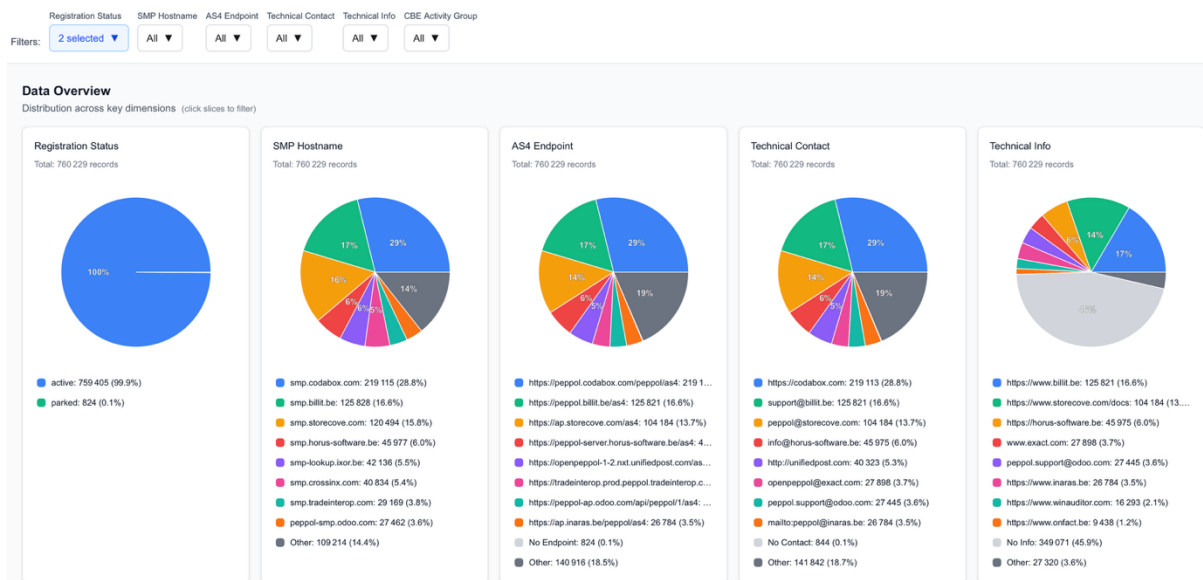 Registration Status SMP Hostname AS4 Endpoint Technical Contact Technical Info CBE Activity Group
Filters: 2 selected ▼ All ▼ All ▼ All ▼ All ▼ All ▼
Data Overview
Distribution across key dimensions (click slices to filter)
Registration Status
Total: 760 229 records
100%
active: 759 405 (99.9%)
parked: 824 (0.1%)
SMP Hostname
Total: 760 229 records
29%
17%
16%
6%
6%
5%
14%
smp.codabox.com: 219 115 (28.8%)
smp.billit.be: 125 828 (16.6%)
smp.storecove.com: 120 494 (15.8%)
smp.horus-software.be: 45 977 (6.0%)
smp-lookup.ixor.be: 42 136 (5.5%)
smp.crossinx.com: 40 834 (5.4%)
smp.tradeinterop.com: 29 169 (3.8%)
peppol-smp.odoo.com: 27 462 (3.6%)
Other: 109 214 (14.4%)
AS4 Endpoint
Total: 760 229 records
29%
17%
14%
6%
5%
19%
https://peppol.codabox.com/peppol/as4: 219 1...
https://peppol.billit.be/as4: 125 821 (16.6%)
https://ap.storecove.com/as4: 104 184 (13.7%)
https://peppol-server.horus-software.be/as4: 4...
https://openpeppol-1-2.nxt.unifiedpost.com/as...
https://tradeinterop.prod.peppol.tradeinterop.c...
https://peppol-ap.odoo.com/api/peppol/1/as4: ...
https://ap.inaras.be/peppol/as4: 26 784 (3.5%)
No Endpoint: 824 (0.1%)
Other: 140 916 (18.5%)
Technical Contact
Total: 760 229 records
29%
17%
14%
6%
5%
19%
https://codabox.com: 219 113 (28.8%)
support@billit.be: 125 821 (16.6%)
peppol@storecove.com: 104 184 (13.7%)
info@horus-software.be: 45 975 (6.0%)
http://unifiedpost.com: 40 323 (5.3%)
openpeppol@exact.com: 27 898 (3.7%)
peppol.support@odoo.com: 27 445 (3.6%)
mailto:peppol@inaras.be: 26 784 (3.5%)
No Contact: 844 (0.1%)
Other: 141 842 (18.7%)
Technical Info
Total: 760 229 records
17%
14%
6%
https://www.billit.be: 125 821 (16.6%)
https://www.storecove.com/docs: 104 184 (13....
https://horus-software.be: 45 975 (6.0%)
www.exact.com: 27 898 (3.7%)
peppol.support@odoo.com: 27 445 (3.6%)
https://www.inaras.be: 26 784 (3.5%)
https://www.winauditor.com: 16 293 (2.1%)
https://www.onfact.be: 9 438 (1.2%)
No Info: 349 071 (45.9%)
Other: 27 320 (3.6%)